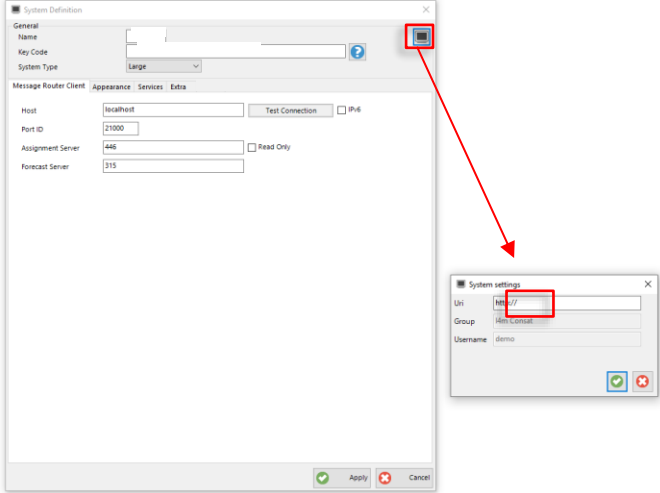 System Definition
General
Name
Key Code
System Type Large
Message Router Client Appearance Services Extra
Host localhost Test Connection IPv6
Port ID 21000
Assignment Server 446 Read Only
Forecast Server 315
Apply Cancel
System settings
Uri http://
Group I4m Consat
Username demo